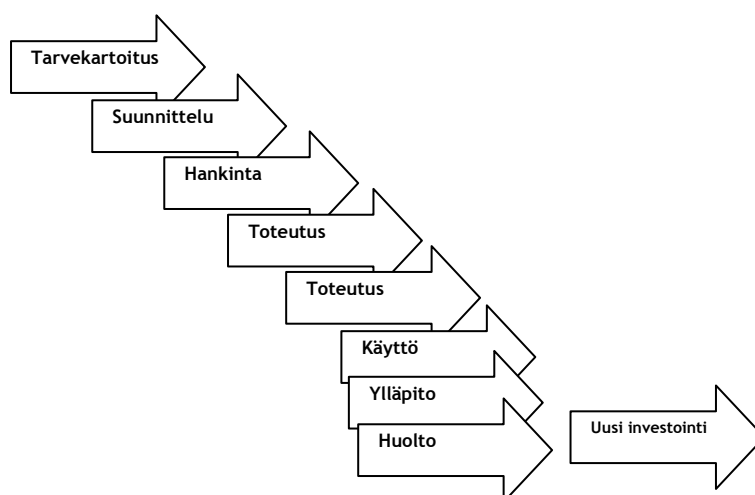 Tarvekartoitus
Suunnittelu
Hankinta
Toteutus
Toteutus
Käyttö
Ylläpito
Huolto
Uusi investointi